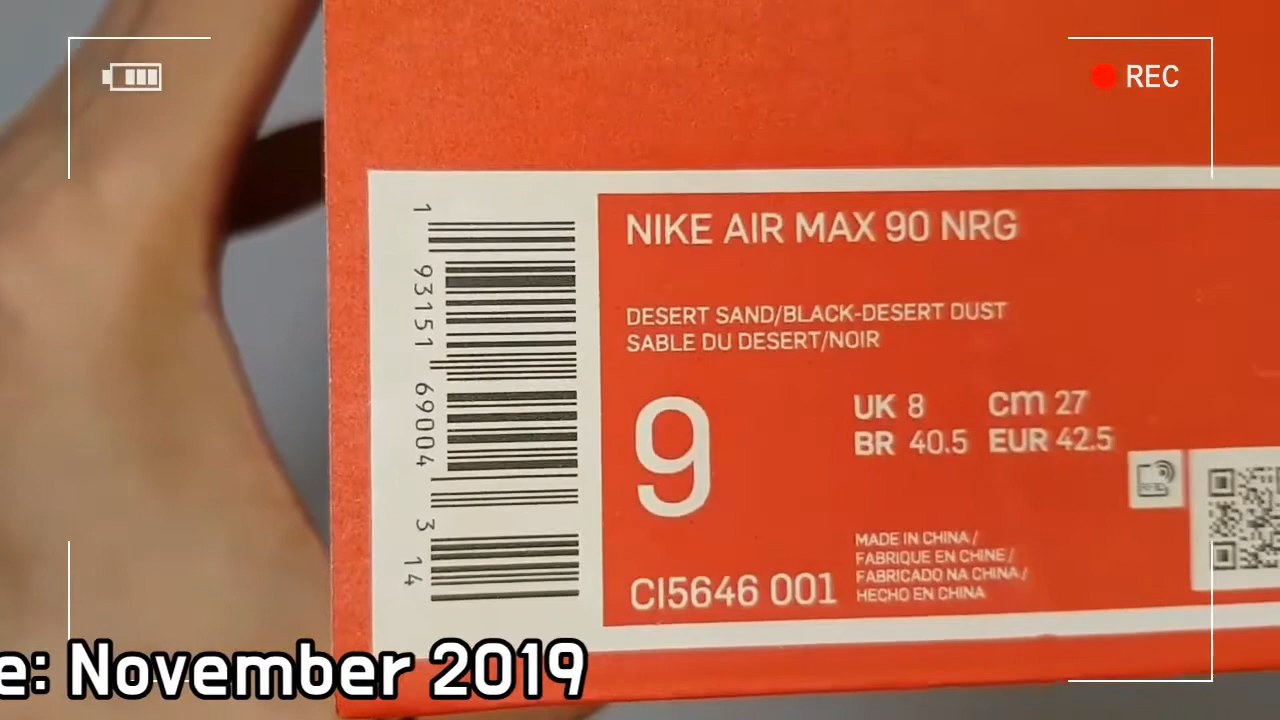 REC
1 93151 69004 3 14
NIKE AIR MAX 90 NRG
DESERT SAND/BLACK-DESERT DUST
SABLE DU DESERT/NOIR
9
UK 8 cm 27
BR 40.5 EUR 42.5
RFID
CI5646 001
MADE IN CHINA /
FABRIQUE EN CHINE /
FABRICADO NA CHINA /
HECHO EN CHINA
e: November 2019